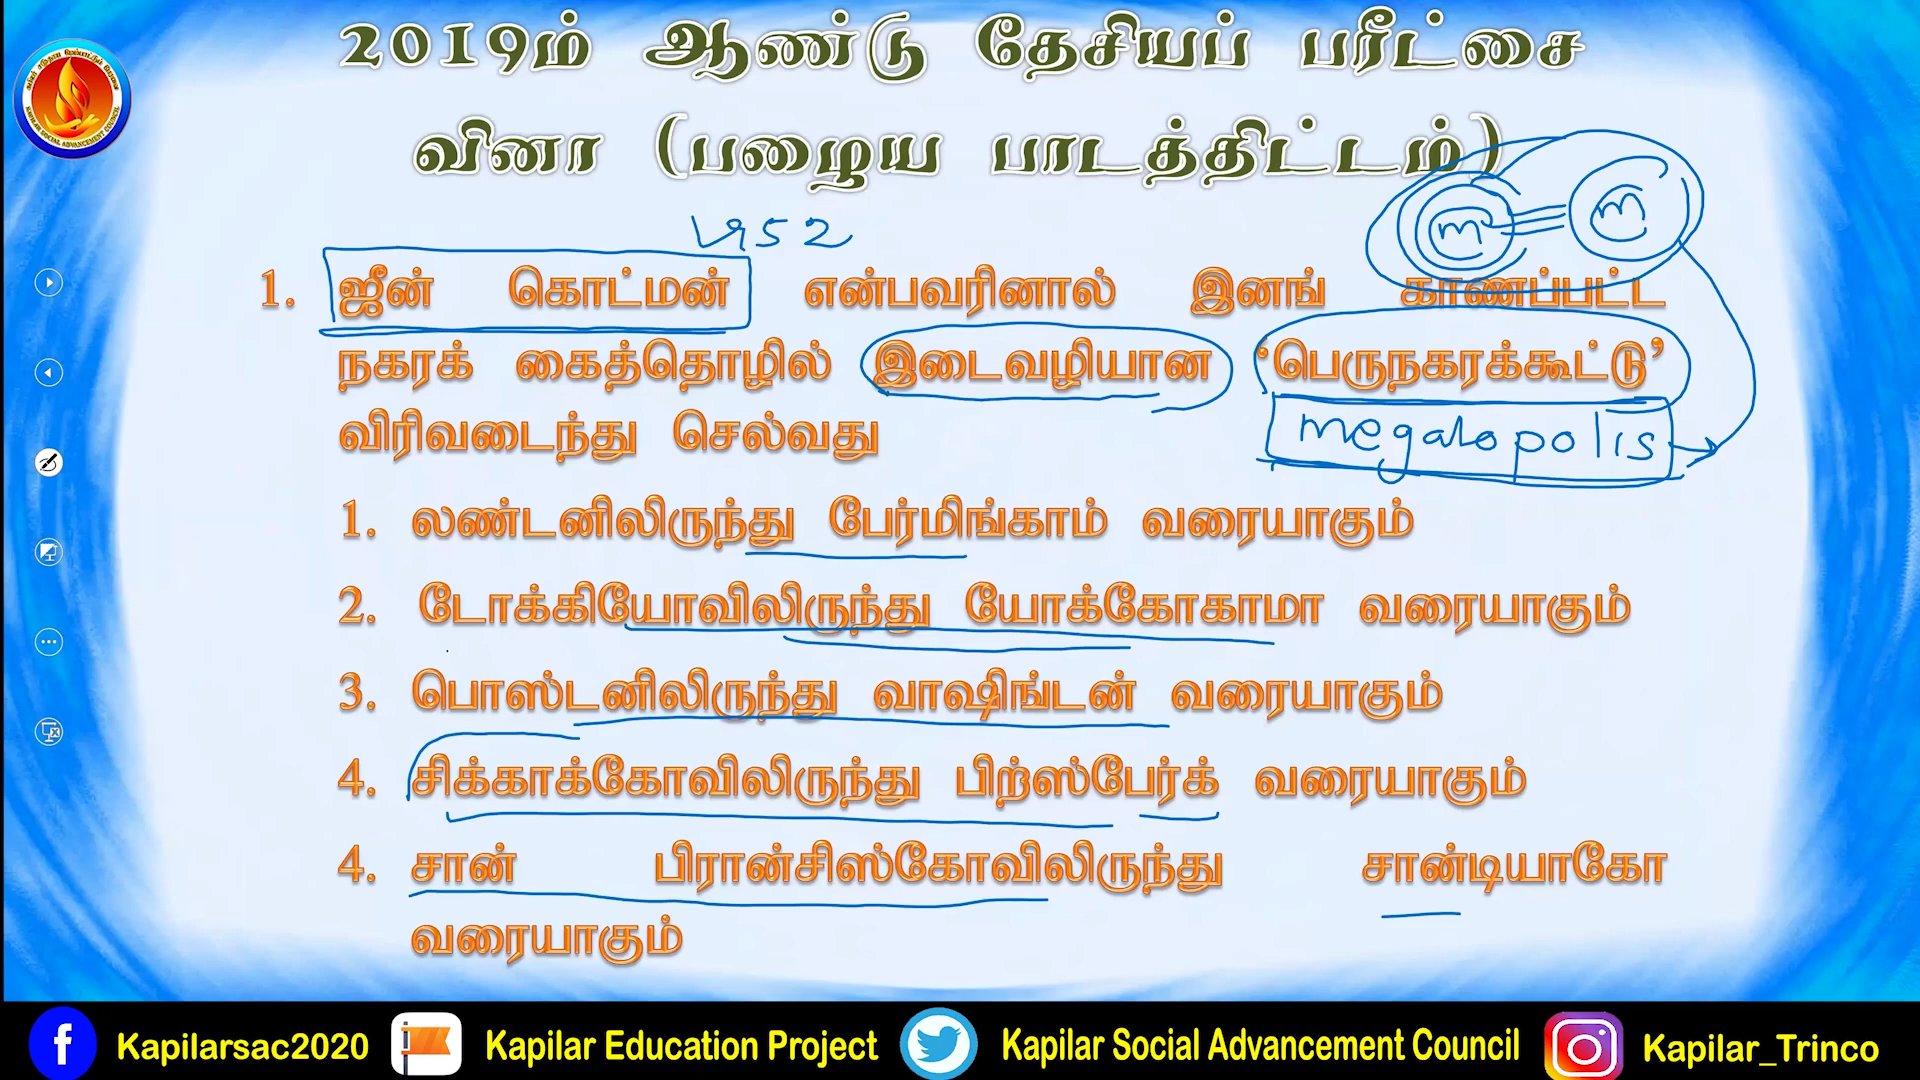 2019ம் ஆண்டு தேசியப் பரீட்சை
வினா (பழைய பாடத்திட்டம்)
1952
m m
1. ஜீன் கொட்மன் என்பவரினால் இனங் காணப்பட்ட
நகரக் கைத்தொழில் இடைவழியான ‘பெருநகரக்கூட்டு’
விரிவடைந்து செல்வது
megalopolis
1. லண்டனிலிருந்து பேர்மிங்காம் வரையாகும்
2. டோக்கியோவிலிருந்து யோக்கோகாமா வரையாகும்
3. பொஸ்டனிலிருந்து வாஷிங்டன் வரையாகும்
4. சிக்காக்கோவிலிருந்து பிற்ஸ்பேர்க் வரையாகும்
4. சான் பிரான்சிஸ்கோவிலிருந்து சான்டியாகோ
வரையாகும்
Kapilarsac2020 Kapilar Education Project Kapilar Social Advancement Council Kapilar_Trinco